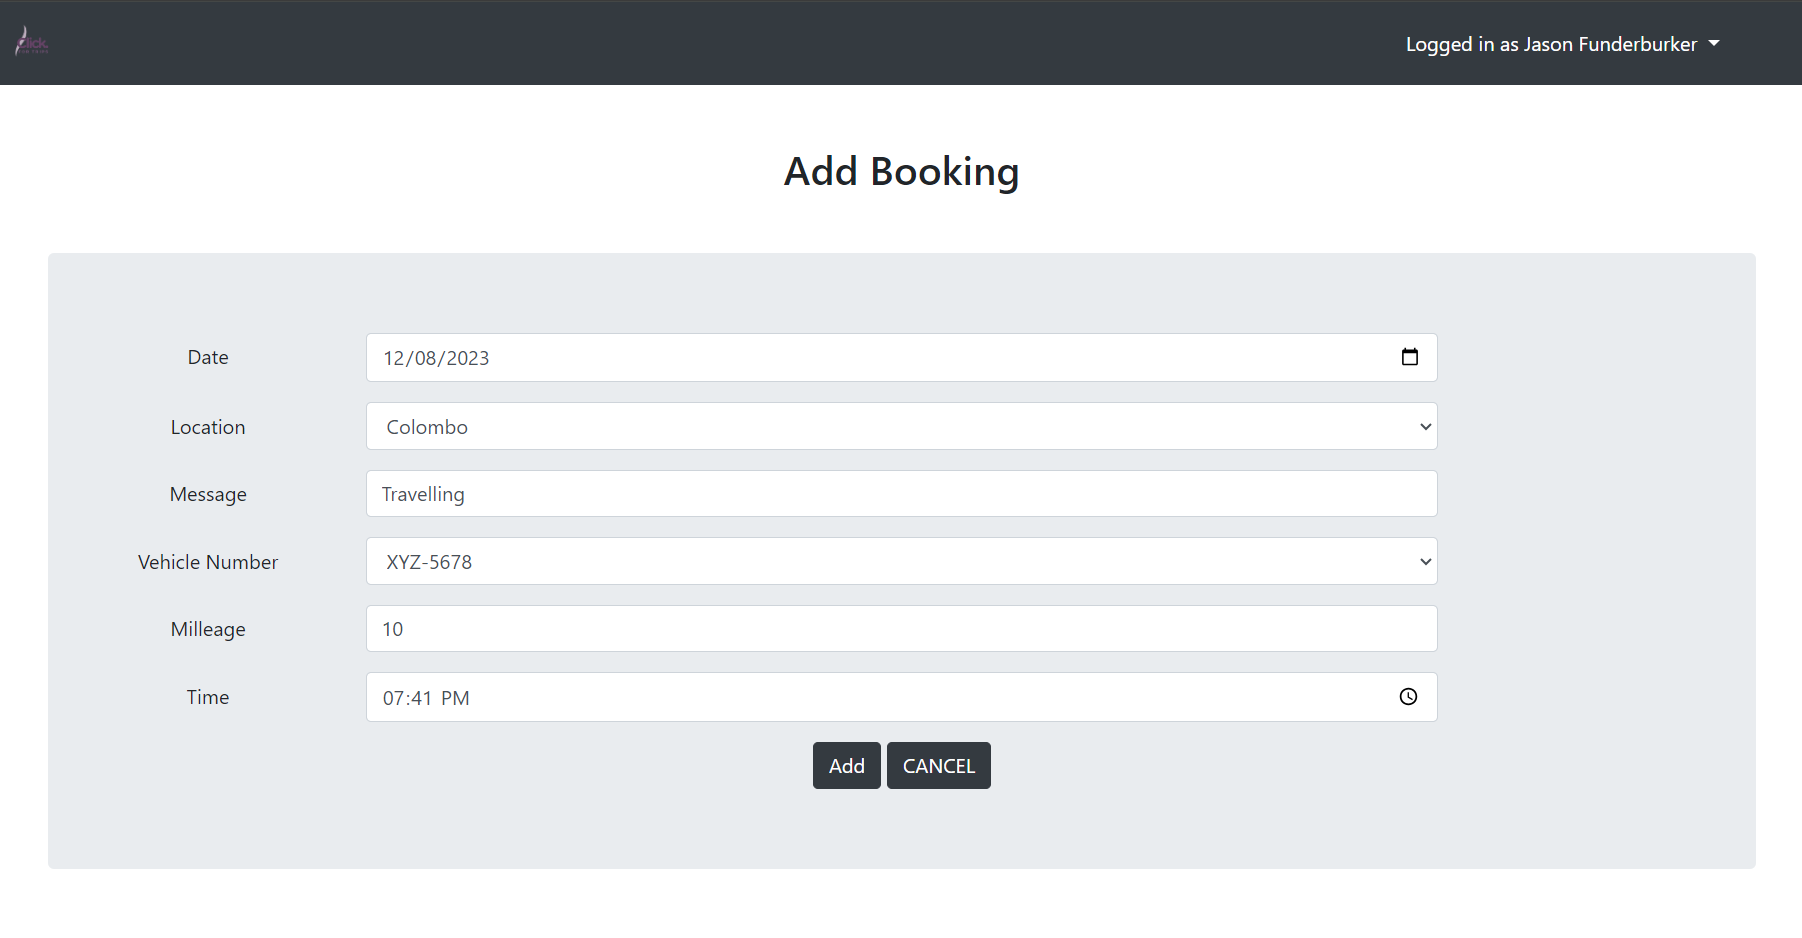 Click.
Logged in as Jason Funderburker
Add Booking
Date 12/08/2023
Location Colombo
Message Travelling
Vehicle Number XYZ-5678
Milleage 10
Time 07:41 PM
Add CANCEL